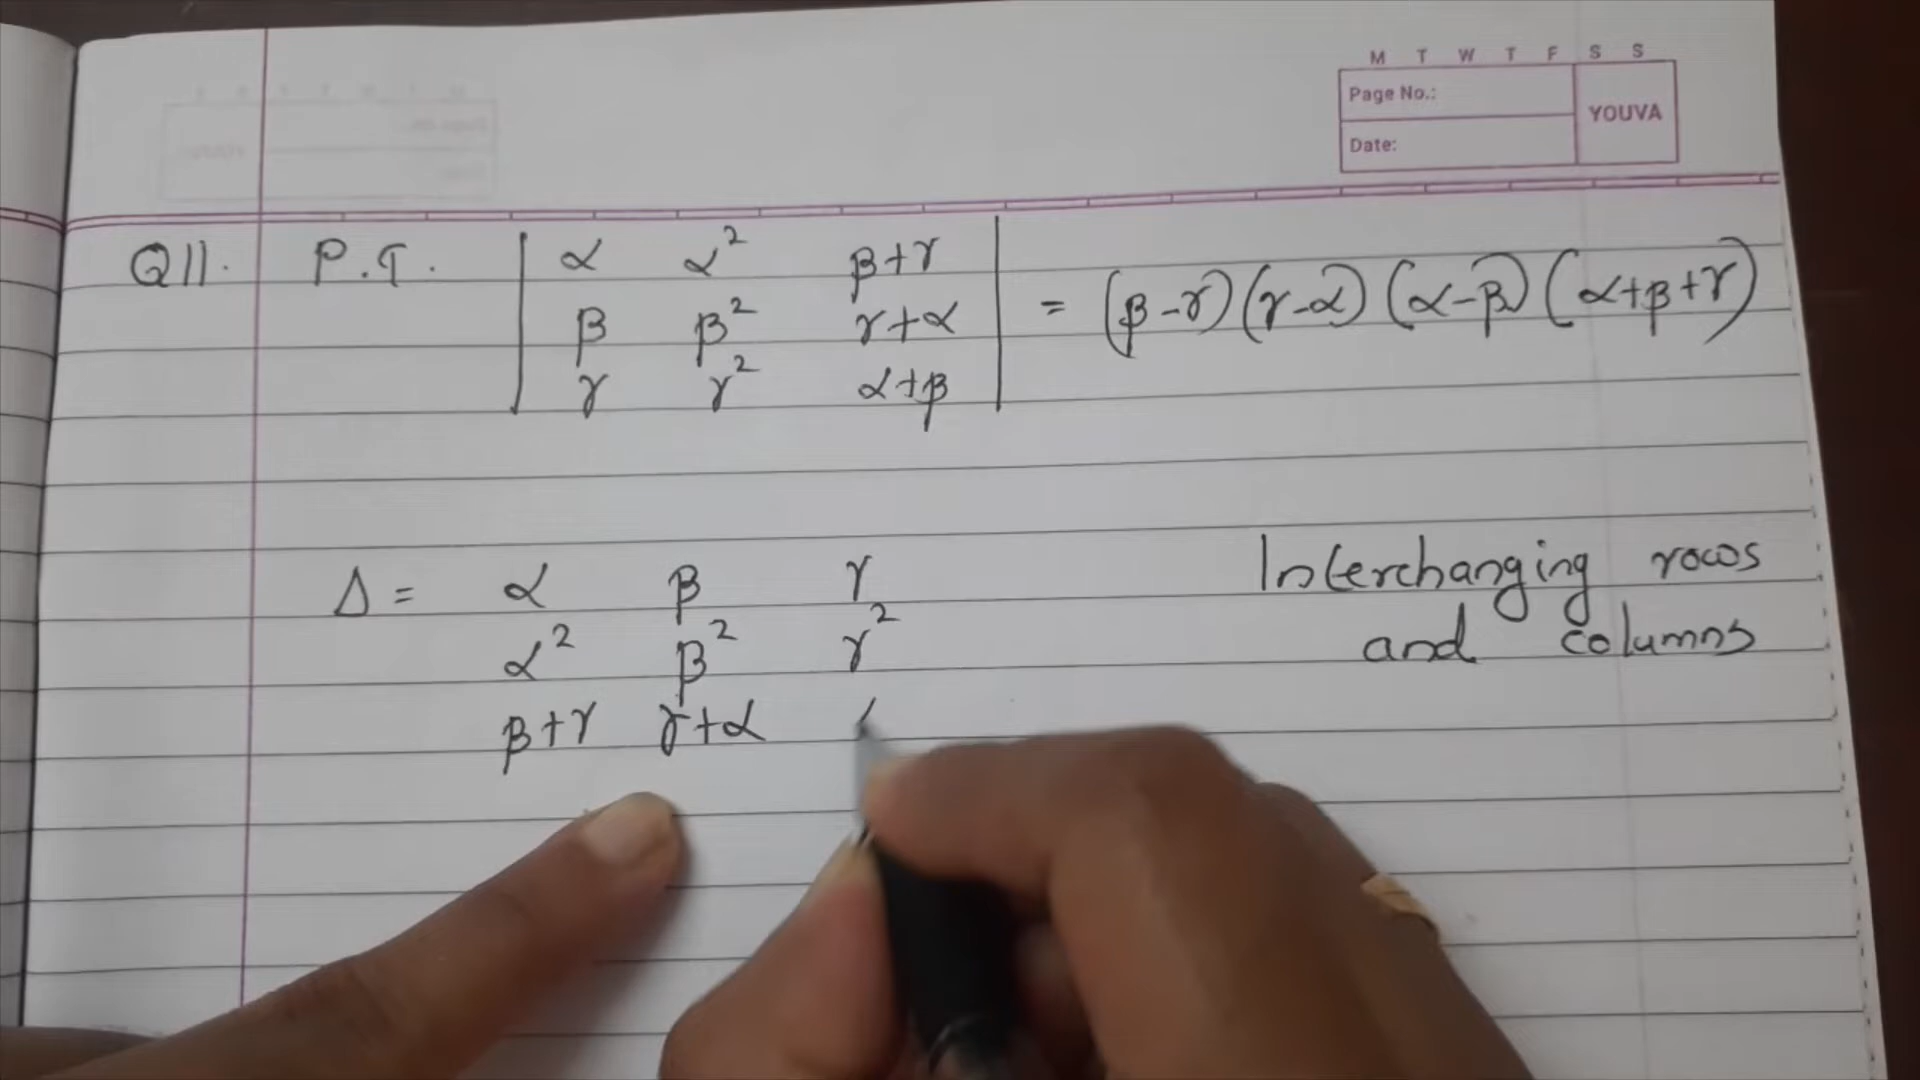 M T W T F S S
Page No.:
YOUVA
Date:
Q11. P.T. | α α² β+γ |
| β β² γ+α | = (β-γ)(γ-α)(α-β)(α+β+γ)
| γ γ² α+β |
Δ = α β γ
α² β² γ²
β+γ γ+α
Interchanging rows
and columns